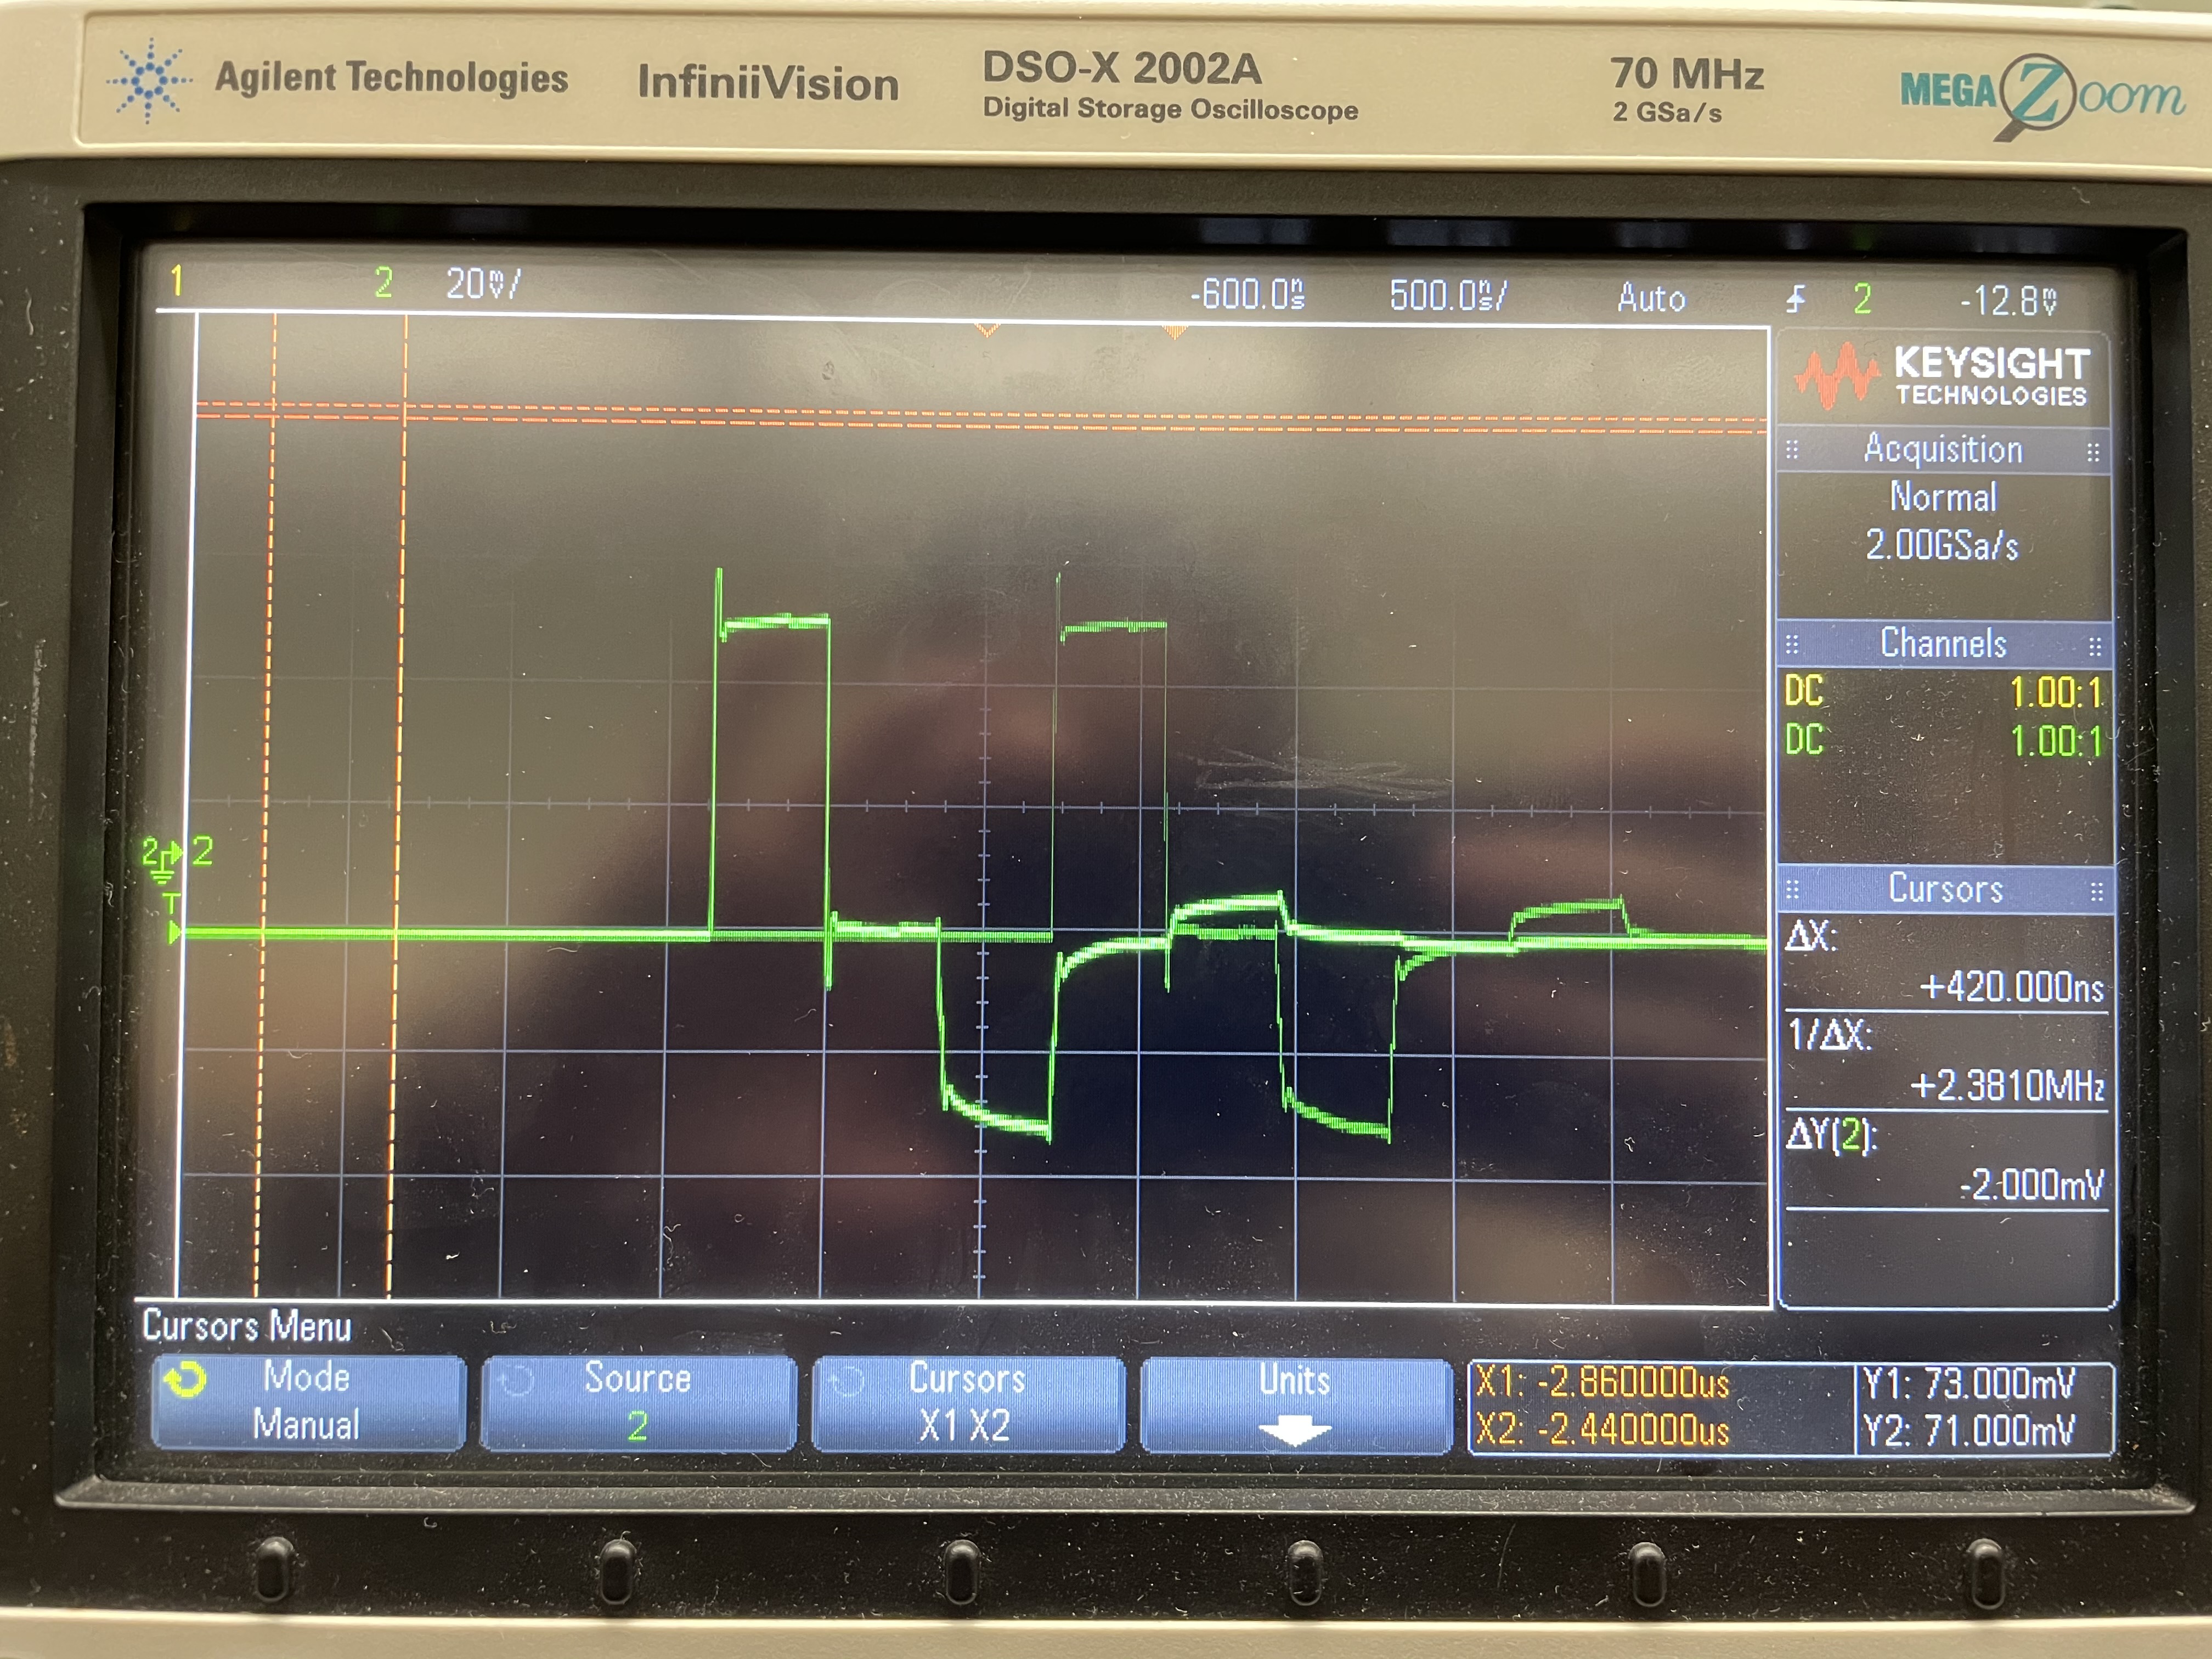 Agilent Technologies InfiniiVision DSO-X 2002A 70 MHz MEGA Zoom
Digital Storage Oscilloscope 2 GSa/s
1 2 20mV/ -600.0ns 500.0ns/ Auto 2 -12.8mV
KEYSIGHT
TECHNOLOGIES
Acquisition
Normal
2.00GSa/s
Channels
DC 1.00:1
DC 1.00:1
2 2
T
Cursors
ΔX:
+420.000ns
1/ΔX:
+2.3810MHz
ΔY(2):
-2.000mV
Cursors Menu
Mode Source Cursors Units X1: -2.860000us Y1: 73.000mV
Manual 2 X1 X2 X2: -2.440000us Y2: 71.000mV